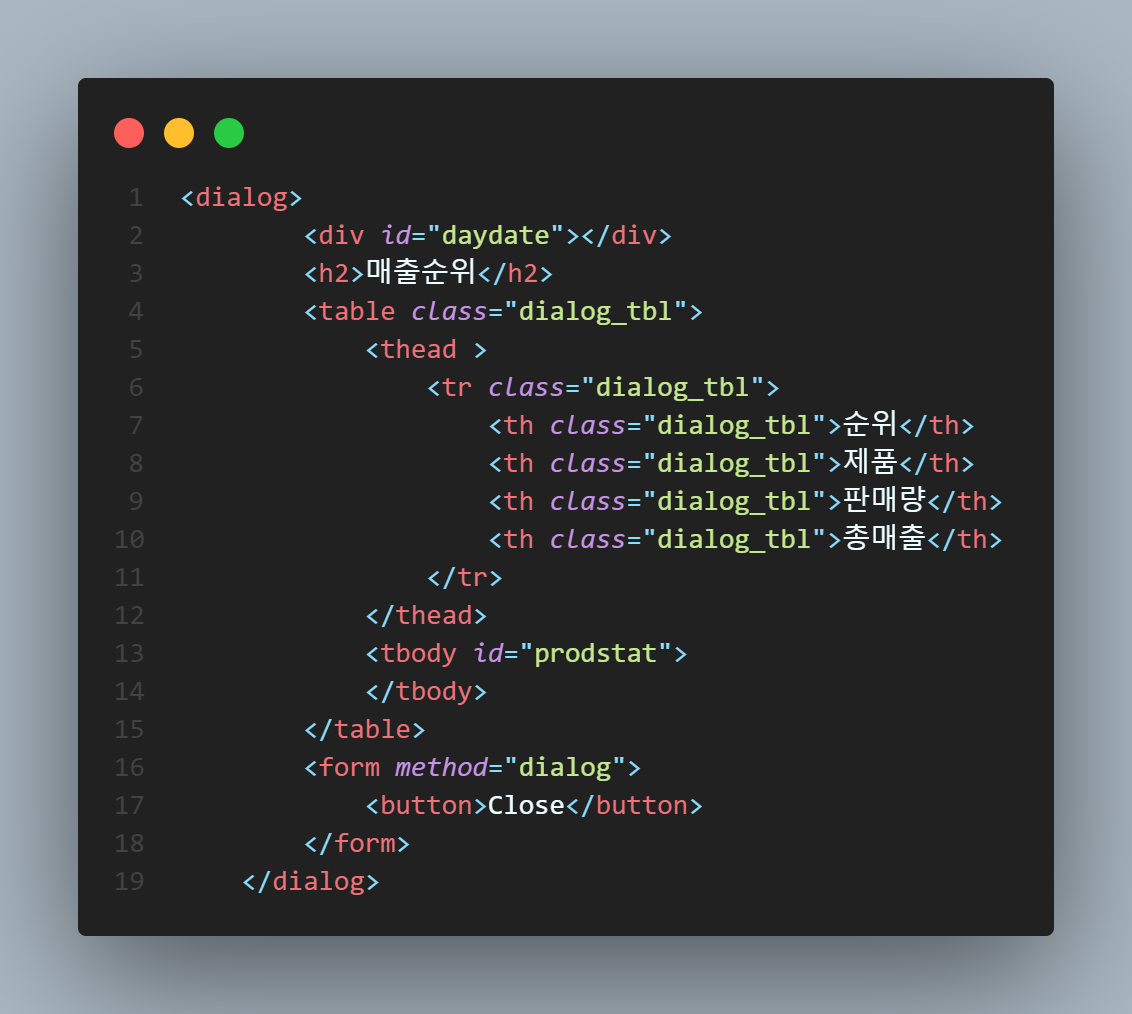 1 <dialog>
2         <div id="daydate"></div>
3         <h2>매출순위</h2>
4         <table class="dialog_tbl">
5             <thead >
6                 <tr class="dialog_tbl">
7                     <th class="dialog_tbl">순위</th>
8                     <th class="dialog_tbl">제품</th>
9                     <th class="dialog_tbl">판매량</th>
10                     <th class="dialog_tbl">총매출</th>
11                 </tr>
12             </thead>
13             <tbody id="prodstat">
14             </tbody>
15         </table>
16         <form method="dialog">
17             <button>Close</button>
18         </form>
19     </dialog>